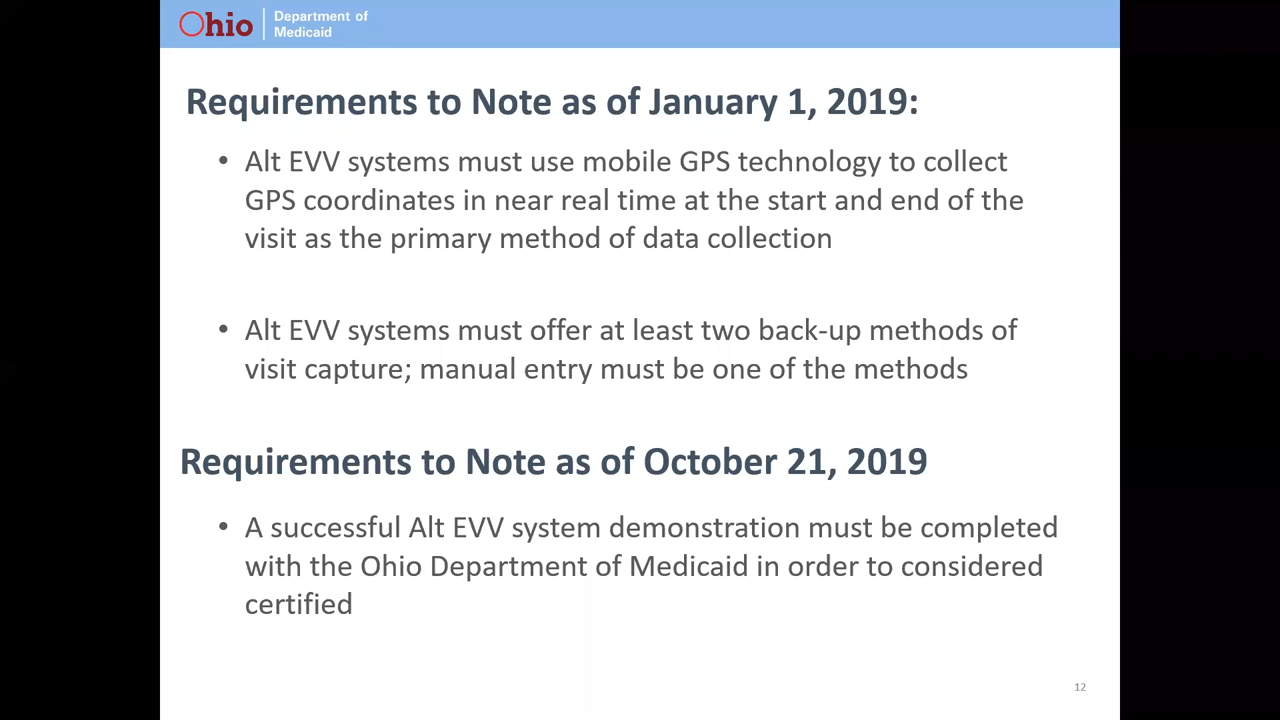 Ohio
Department of
Medicaid
Requirements to Note as of January 1, 2019:
• Alt EVV systems must use mobile GPS technology to collect
GPS coordinates in near real time at the start and end of the
visit as the primary method of data collection
• Alt EVV systems must offer at least two back-up methods of
visit capture; manual entry must be one of the methods
Requirements to Note as of October 21, 2019
• A successful Alt EVV system demonstration must be completed
with the Ohio Department of Medicaid in order to considered
certified
12